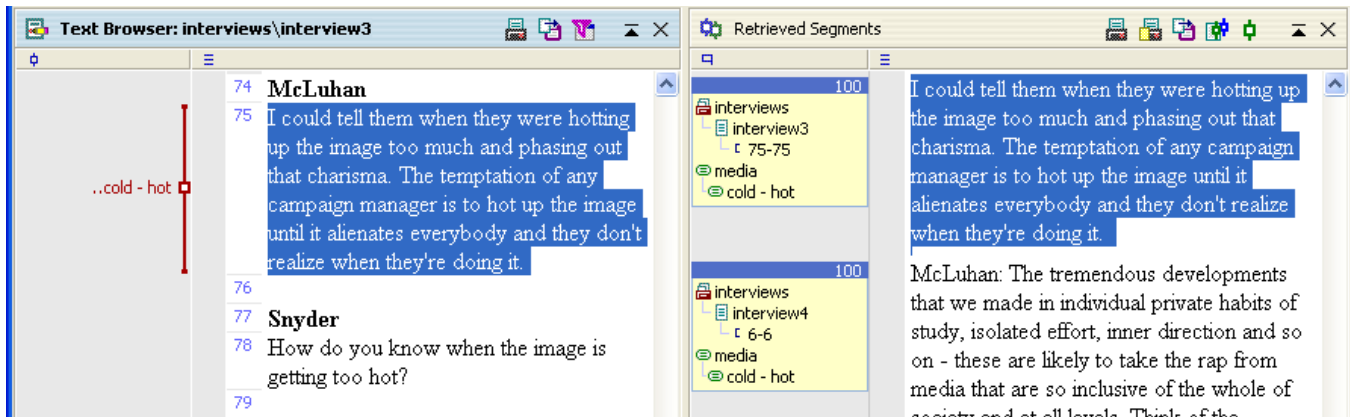 Text Browser: interviews\interview3
..cold - hot
74 McLuhan
75 I could tell them when they were hotting
up the image too much and phasing out
that charisma. The temptation of any
campaign manager is to hot up the image
until it alienates everybody and they don't
realize when they're doing it.
76
77 Snyder
78 How do you know when the image is
getting too hot?
79
Retrieved Segments
100
interviews
interview3
75-75
media
cold - hot
I could tell them when they were hotting up
the image too much and phasing out that
charisma. The temptation of any campaign
manager is to hot up the image until it
alienates everybody and they don't realize
when they're doing it.
100
interviews
interview4
6-6
media
cold - hot
McLuhan: The tremendous developments
that we made in individual private habits of
study, isolated effort, inner direction and so
on - these are likely to take the rap from
media that are so inclusive of the whole of
society and at all levels. Think of the